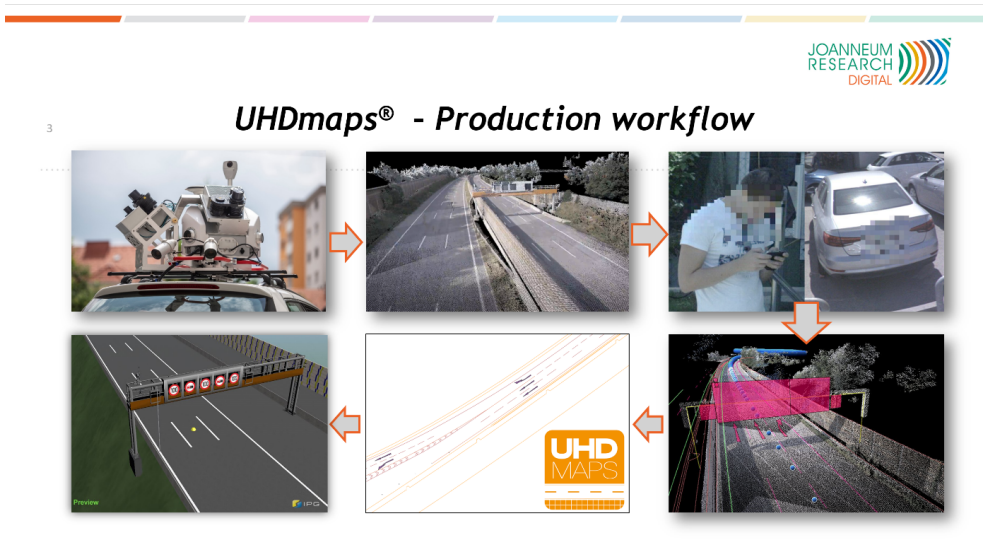 JOANNEUM
RESEARCH
DIGITAL
3
UHDmaps® - Production workflow
UHD
MAPS
Preview
IPG